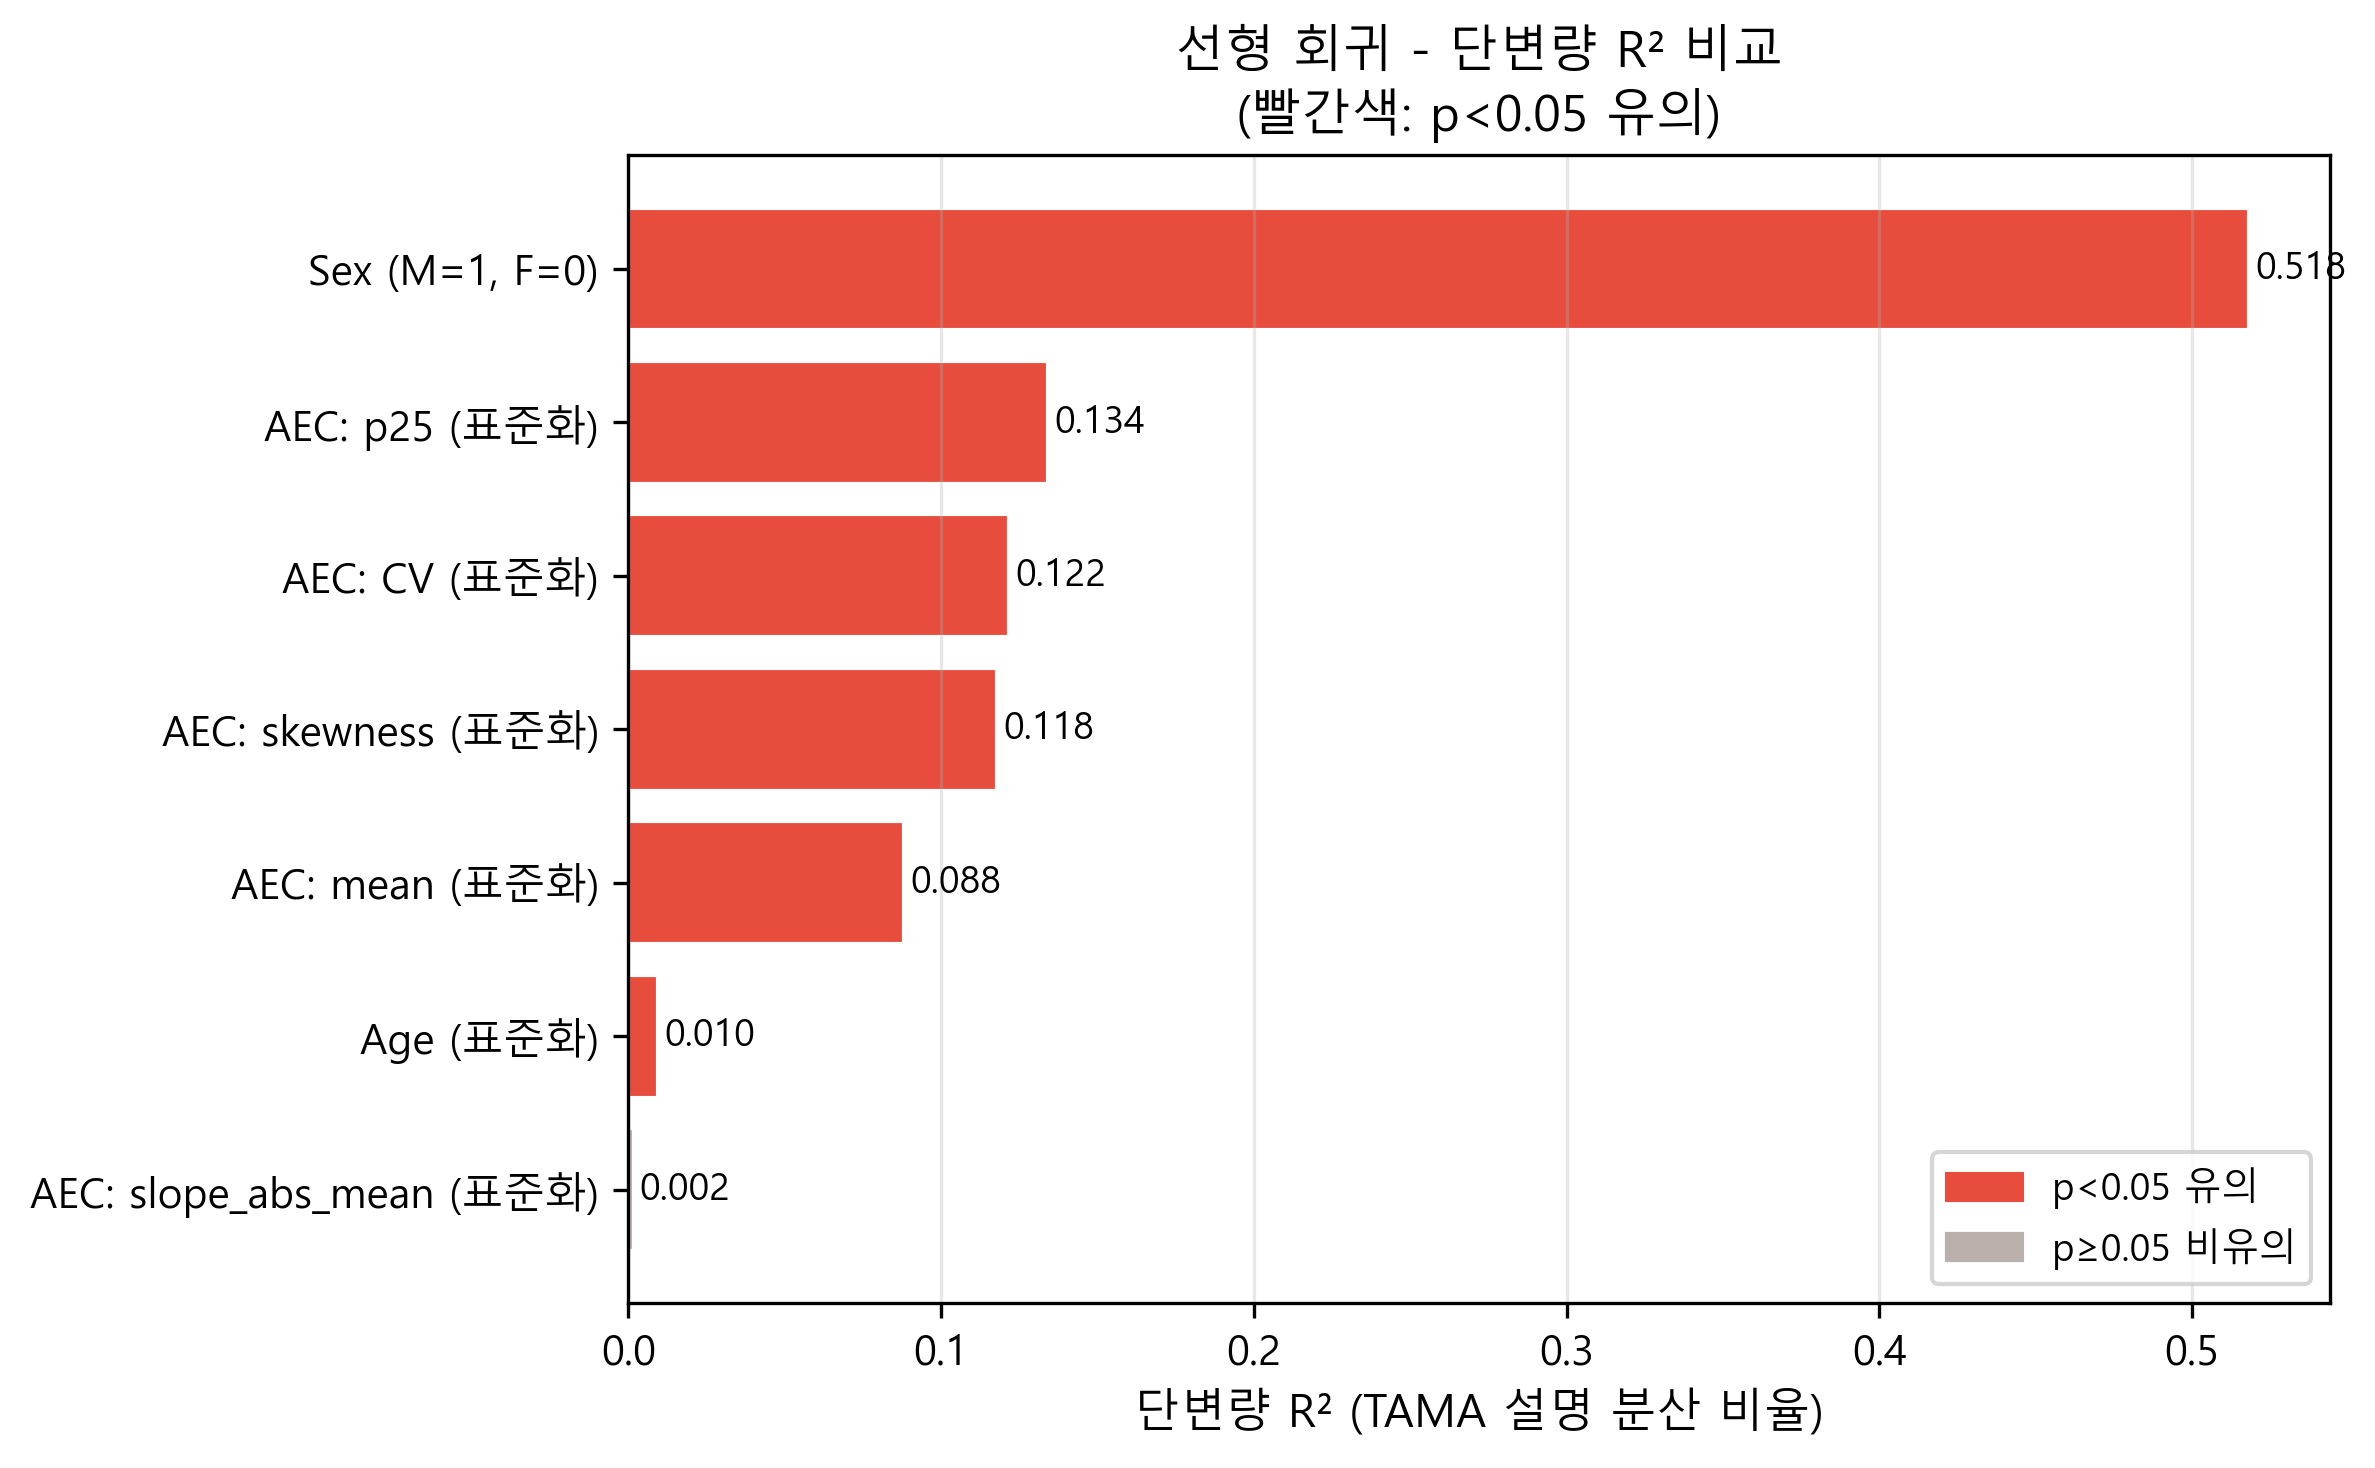 선형 회귀 - 단변량 R² 비교
(빨간색: p<0.05 유의)
Sex (M=1, F=0)
0.518
AEC: p25 (표준화)
0.134
AEC: CV (표준화)
0.122
AEC: skewness (표준화)
0.118
AEC: mean (표준화)
0.088
Age (표준화)
0.010
AEC: slope_abs_mean (표준화)
0.002
p<0.05 유의
p≥0.05 비유의
0.0 0.1 0.2 0.3 0.4 0.5
단변량 R² (TAMA 설명 분산 비율)